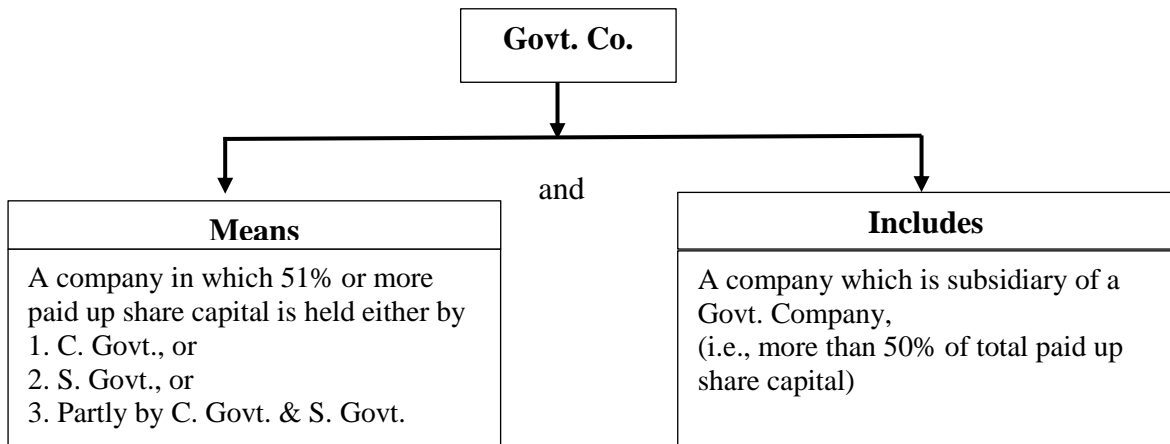 Govt. Co.
and
Means
A company in which 51% or more
paid up share capital is held either by
1. C. Govt., or
2. S. Govt., or
3. Partly by C. Govt. & S. Govt.
Includes
A company which is subsidiary of a
Govt. Company,
(i.e., more than 50% of total paid up
share capital)